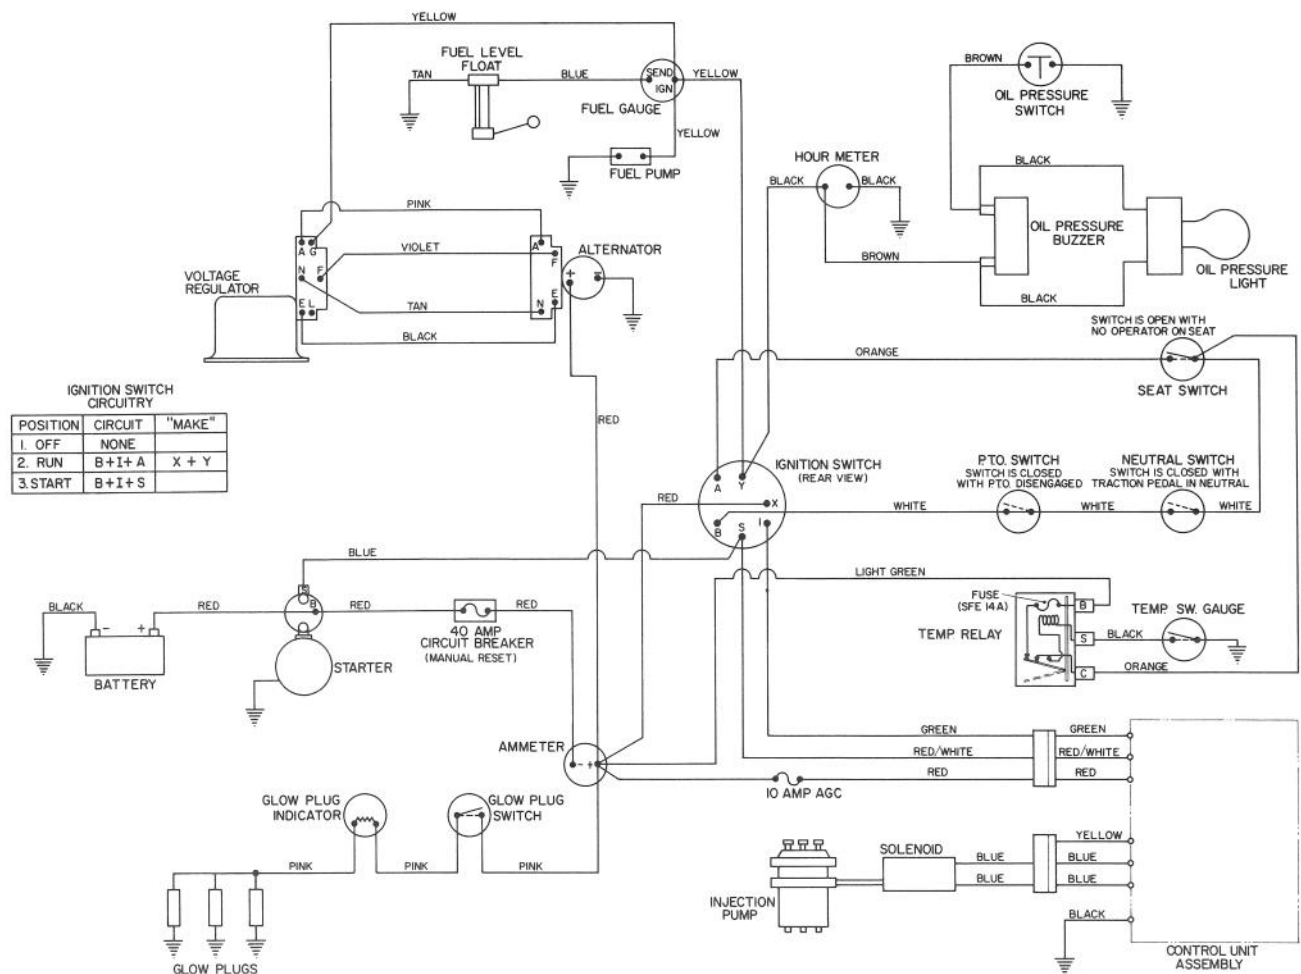 YELLOW
FUEL LEVEL
FLOAT
TAN
BLUE
SEND
IGN
YELLOW
FUEL GAUGE
YELLOW
FUEL PUMP
BROWN
OIL PRESSURE
SWITCH
HOUR METER
BLACK
BLACK
BLACK
OIL PRESSURE
BUZZER
BROWN
BLACK
OIL PRESSURE
LIGHT
PINK
A G
N F
E L
VIOLET
TAN
BLACK
VOLTAGE
REGULATOR
A
F
E
N
ALTERNATOR
+ -
RED
SWITCH IS OPEN WITH
NO OPERATOR ON SEAT
ORANGE
SEAT SWITCH
IGNITION SWITCH
CIRCUITRY
POSITION CIRCUIT "MAKE"
1. OFF NONE
2. RUN B+I+A X + Y
3. START B+I+S
IGNITION SWITCH
(REAR VIEW)
A Y
X
B S I
RED
P.T.O. SWITCH
SWITCH IS CLOSED
WITH P.T.O. DISENGAGED
NEUTRAL SWITCH
SWITCH IS CLOSED WITH
TRACTION PEDAL IN NEUTRAL
WHITE
WHITE
WHITE
BLUE
LIGHT GREEN
BLACK
- +
BATTERY
RED
S
B
STARTER
RED
40 AMP
CIRCUIT BREAKER
(MANUAL RESET)
RED
FUSE
(SFE 14A)
TEMP RELAY
B
S
C
BLACK
TEMP SW. GAUGE
ORANGE
AMMETER
- +
GREEN
GREEN
RED/WHITE
RED/WHITE
RED
RED
10 AMP AGC
GLOW PLUG
INDICATOR
GLOW PLUG
SWITCH
PINK
PINK
PINK
GLOW PLUGS
INJECTION
PUMP
SOLENOID
BLUE
BLUE
YELLOW
BLUE
BLUE
BLACK
CONTROL UNIT
ASSEMBLY